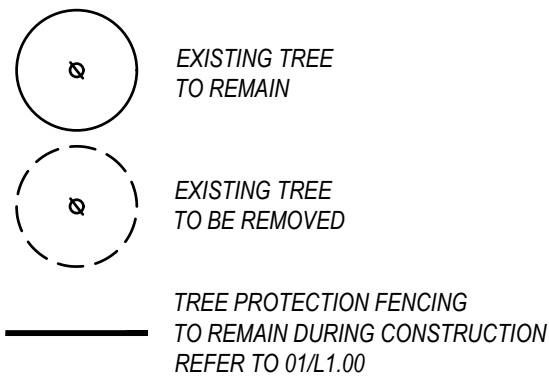 EXISTING TREE
TO REMAIN
EXISTING TREE
TO BE REMOVED
TREE PROTECTION FENCING
TO REMAIN DURING CONSTRUCTION
REFER TO 01/L1.00